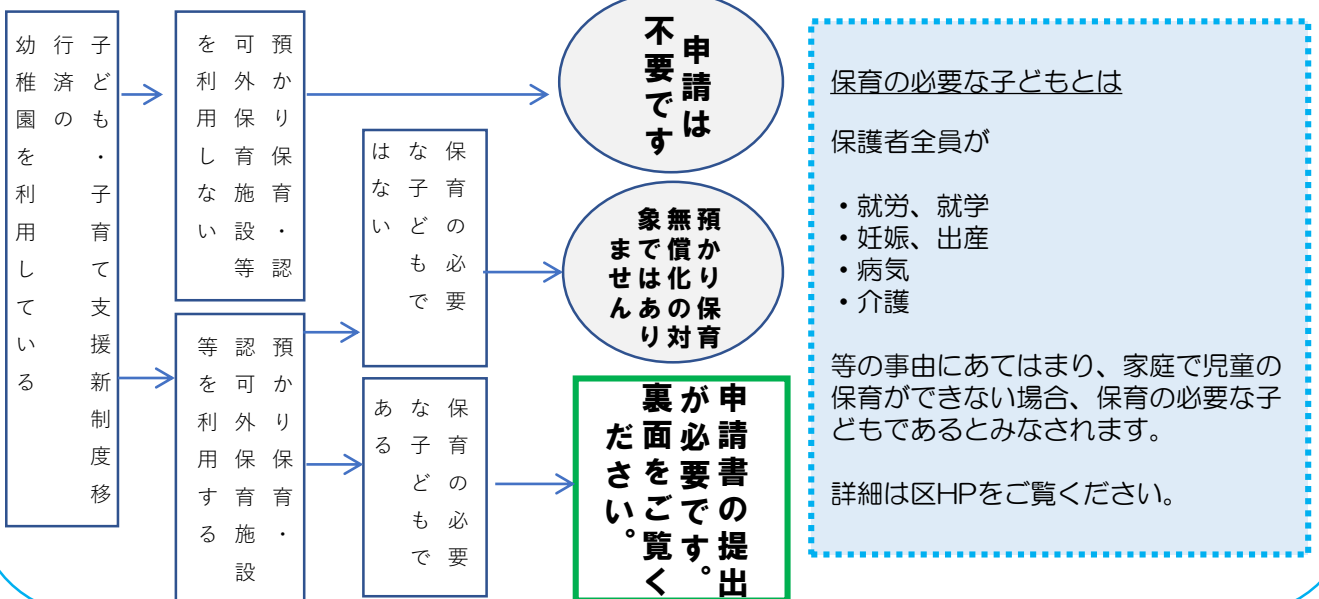 子ども・子育て支援新制度移
行済の
幼稚園を利用している
預かり保育・認
可外保育施設等
を利用しない
申請は
不要です
保育の必要
な子どもで
はない
預かり保育
無償化の対
象ではあり
ません
預かり保育・
認可外保育施設
等を利用する
保育の必要
な子どもで
ある
申請書の提出
が必要です。
裏面をご覧く
ださい。
保育の必要な子どもとは
保護者全員が
・就労、就学
・妊娠、出産
・病気
・介護
等の事由にあてはまり、家庭で児童の
保育ができない場合、保育の必要な子
どもであるとみなされます。
詳細は区HPをご覧ください。